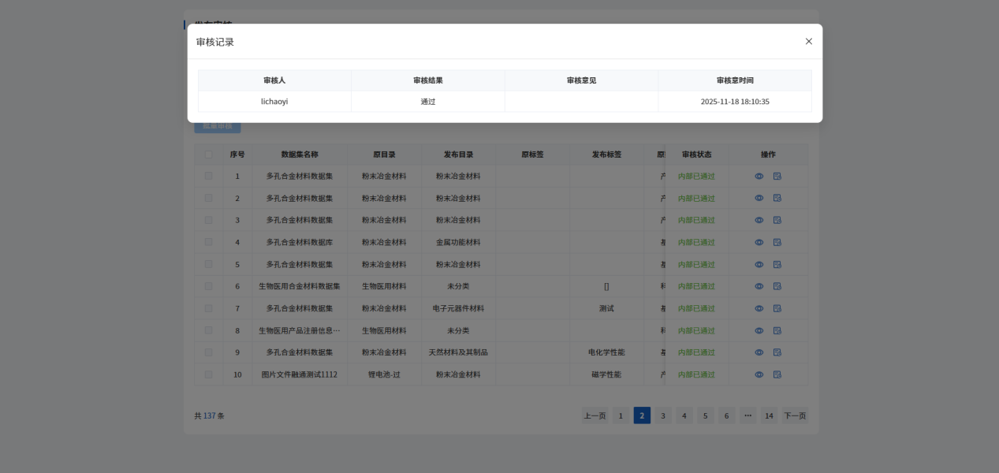 审核记录
审核人 审核结果 审核意见 审核意时间
lichaoyi 通过 2025-11-18 18:10:35
批量审核
序号 数据集名称 原目录 发布目录 原标签 发布标签 审核状态 操作
1 多孔合金材料数据集 粉末冶金材料 粉末冶金材料 内部已通过
2 多孔合金材料数据集 粉末冶金材料 粉末冶金材料 内部已通过
3 多孔合金材料数据集 粉末冶金材料 粉末冶金材料 内部已通过
4 多孔合金材料数据库 粉末冶金材料 金属功能材料 内部已通过
5 多孔合金材料数据集 粉末冶金材料 粉末冶金材料 内部已通过
6 生物医用合金材料数据集 生物医用材料 未分类 [] 内部已通过
7 多孔合金材料数据集 粉末冶金材料 电子元器件材料 测试 内部已通过
8 生物医用产品注册信息… 生物医用材料 未分类 内部已通过
9 多孔合金材料数据集 粉末冶金材料 天然材料及其制品 电化学性能 内部已通过
10 图片文件融通测试1112 锂电池-过 粉末冶金材料 磁学性能 内部已通过
共 137 条 上一页 1 2 3 4 5 6 ··· 14 下一页